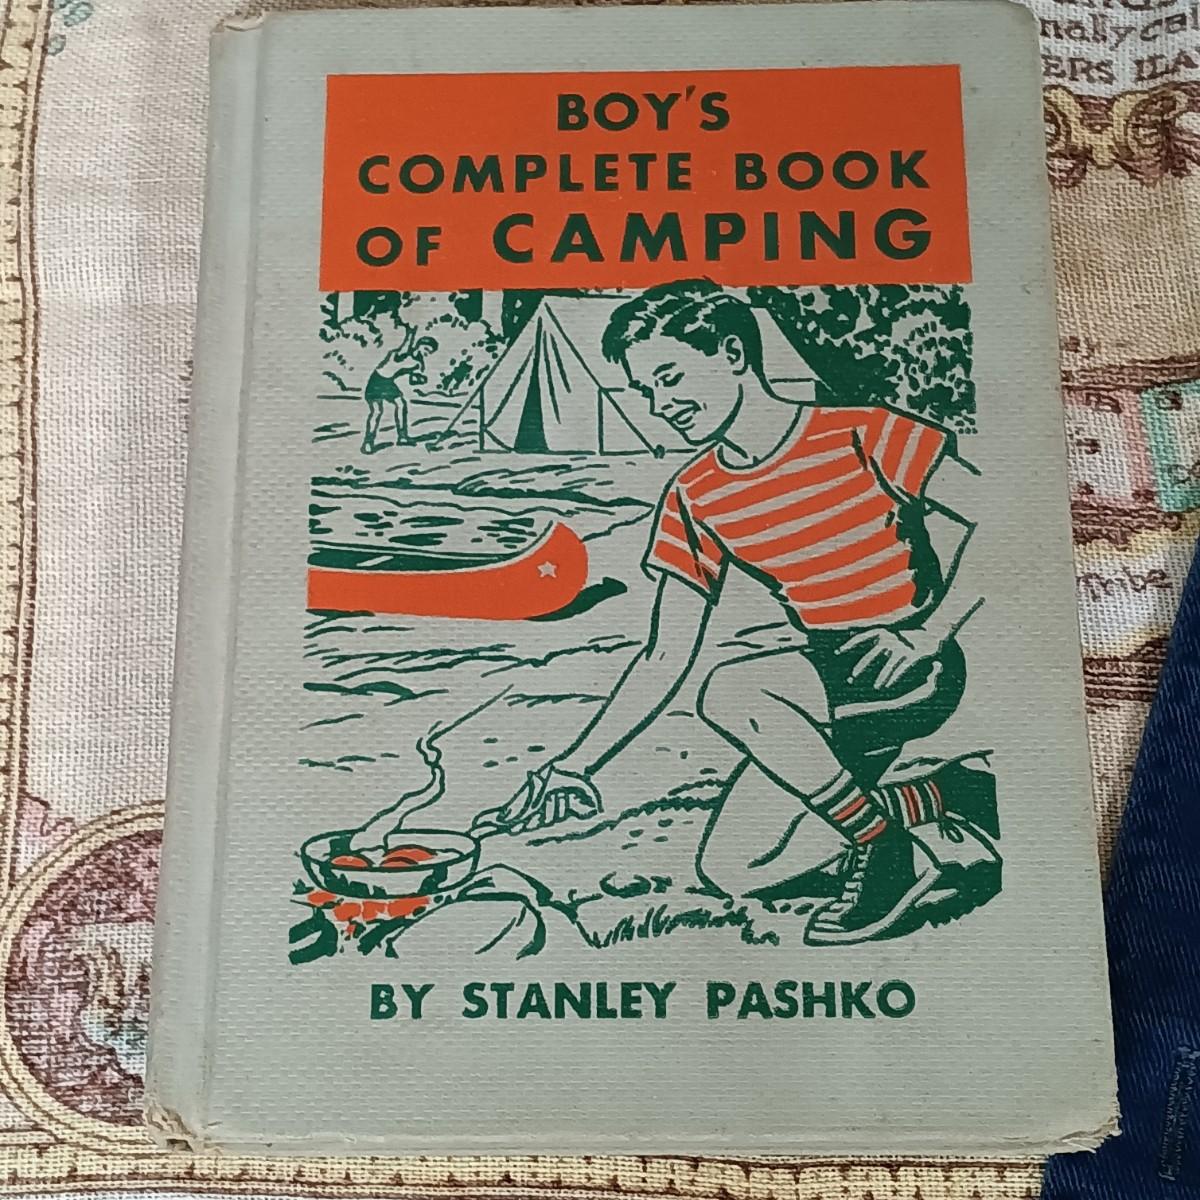 BOY'S
COMPLETE BOOK
OF CAMPING
BY STANLEY PASHKO